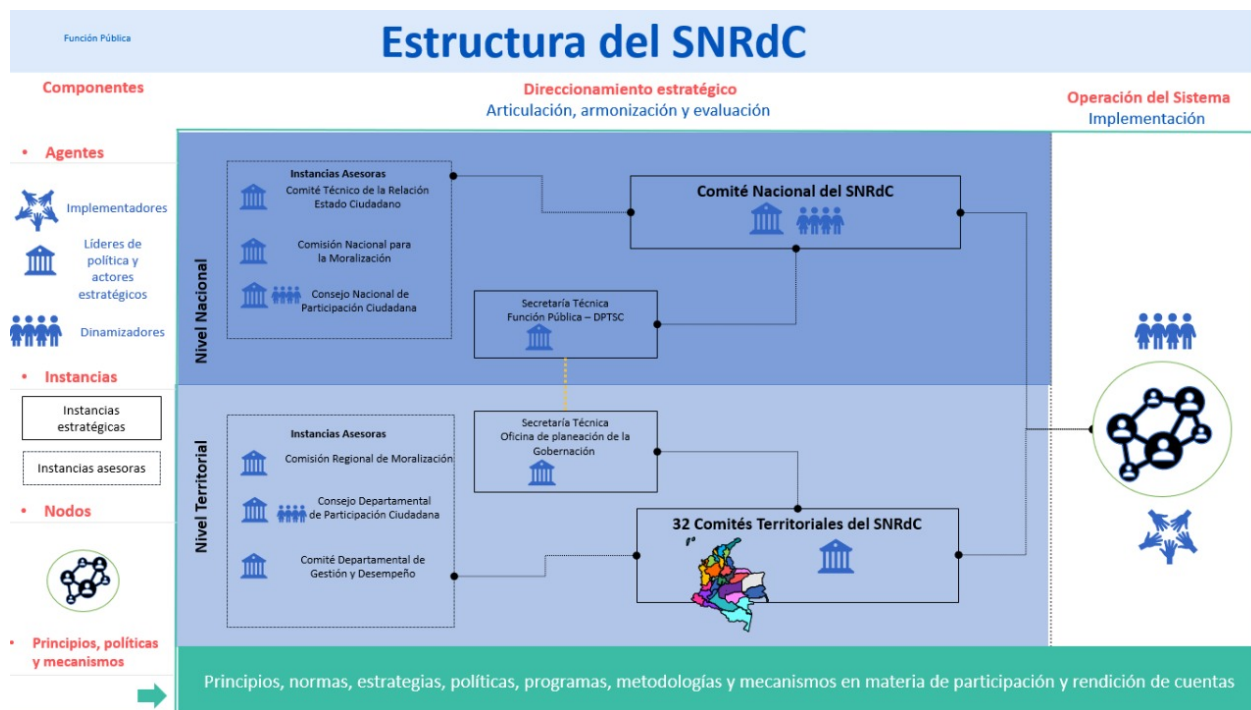 Función Pública
Estructura del SNRdC
Componentes
Direccionamiento estratégico
Articulación, armonización y evaluación
Operación del Sistema
Implementación
• Agentes
Implementadores
Líderes de
política y
actores
estratégicos
Dinamizadores
• Instancias
Instancias
estratégicas
Instancias asesoras
• Nodos
• Principios, políticas
y mecanismos
Nivel Nacional
Instancias Asesoras
Comité Técnico de la Relación
Estado Ciudadano
Comisión Nacional para
la Moralización
Consejo Nacional de
Participación Ciudadana
Comité Nacional del SNRdC
Secretaría Técnica
Función Pública – DPTSC
Nivel Territorial
Instancias Asesoras
Comisión Regional de Moralización
Consejo Departamental
de Participación Ciudadana
Comité Departamental de
Gestión y Desempeño
Secretaría Técnica
Oficina de planeación de la
Gobernación
32 Comités Territoriales del SNRdC
Principios, normas, estrategias, políticas, programas, metodologías y mecanismos en materia de participación y rendición de cuentas